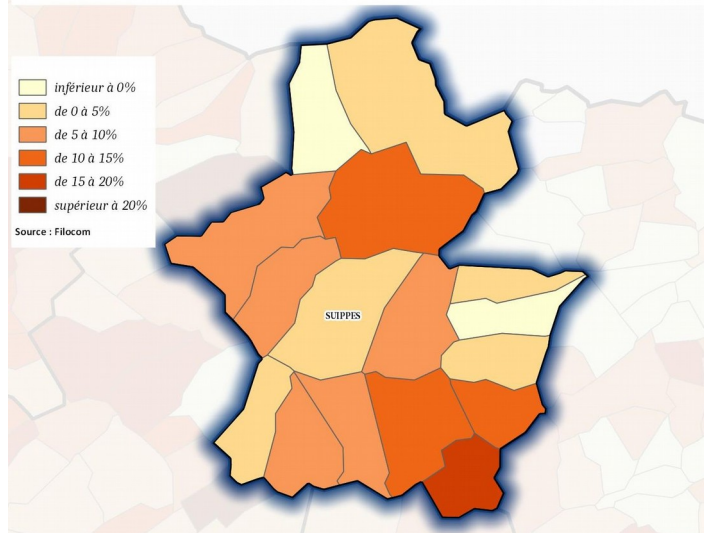 inférieur à 0%
de 0 à 5%
de 5 à 10%
de 10 à 15%
de 15 à 20%
supérieur à 20%
Source : Filocom
SUIPPES